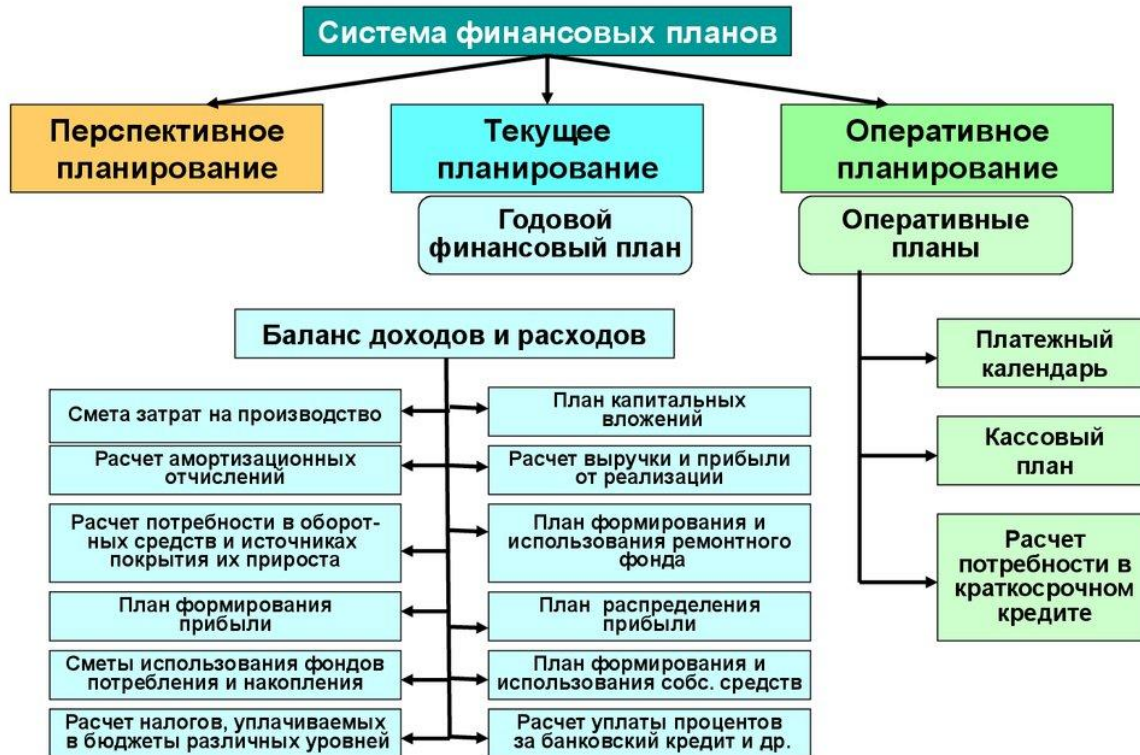 Система финансовых планов
Перспективное
планирование
Текущее
планирование
Оперативное
планирование
Годовой
финансовый план
Оперативные
планы
Баланс доходов и расходов
Смета затрат на производство
План капитальных
вложений
Расчет амортизационных
отчислений
Расчет выручки и прибыли
от реализации
Расчет потребности в оборот-
ных средств и источниках
покрытия их прироста
План формирования и
использования ремонтного
фонда
План формирования
прибыли
План распределения
прибыли
Сметы использования фондов
потребления и накопления
План формирования и
использования собс. средств
Расчет налогов, уплачиваемых
в бюджеты различных уровней
Расчет уплаты процентов
за банковский кредит и др.
Платежный
календарь
Кассовый
план
Расчет
потребности в
краткосрочном
кредите